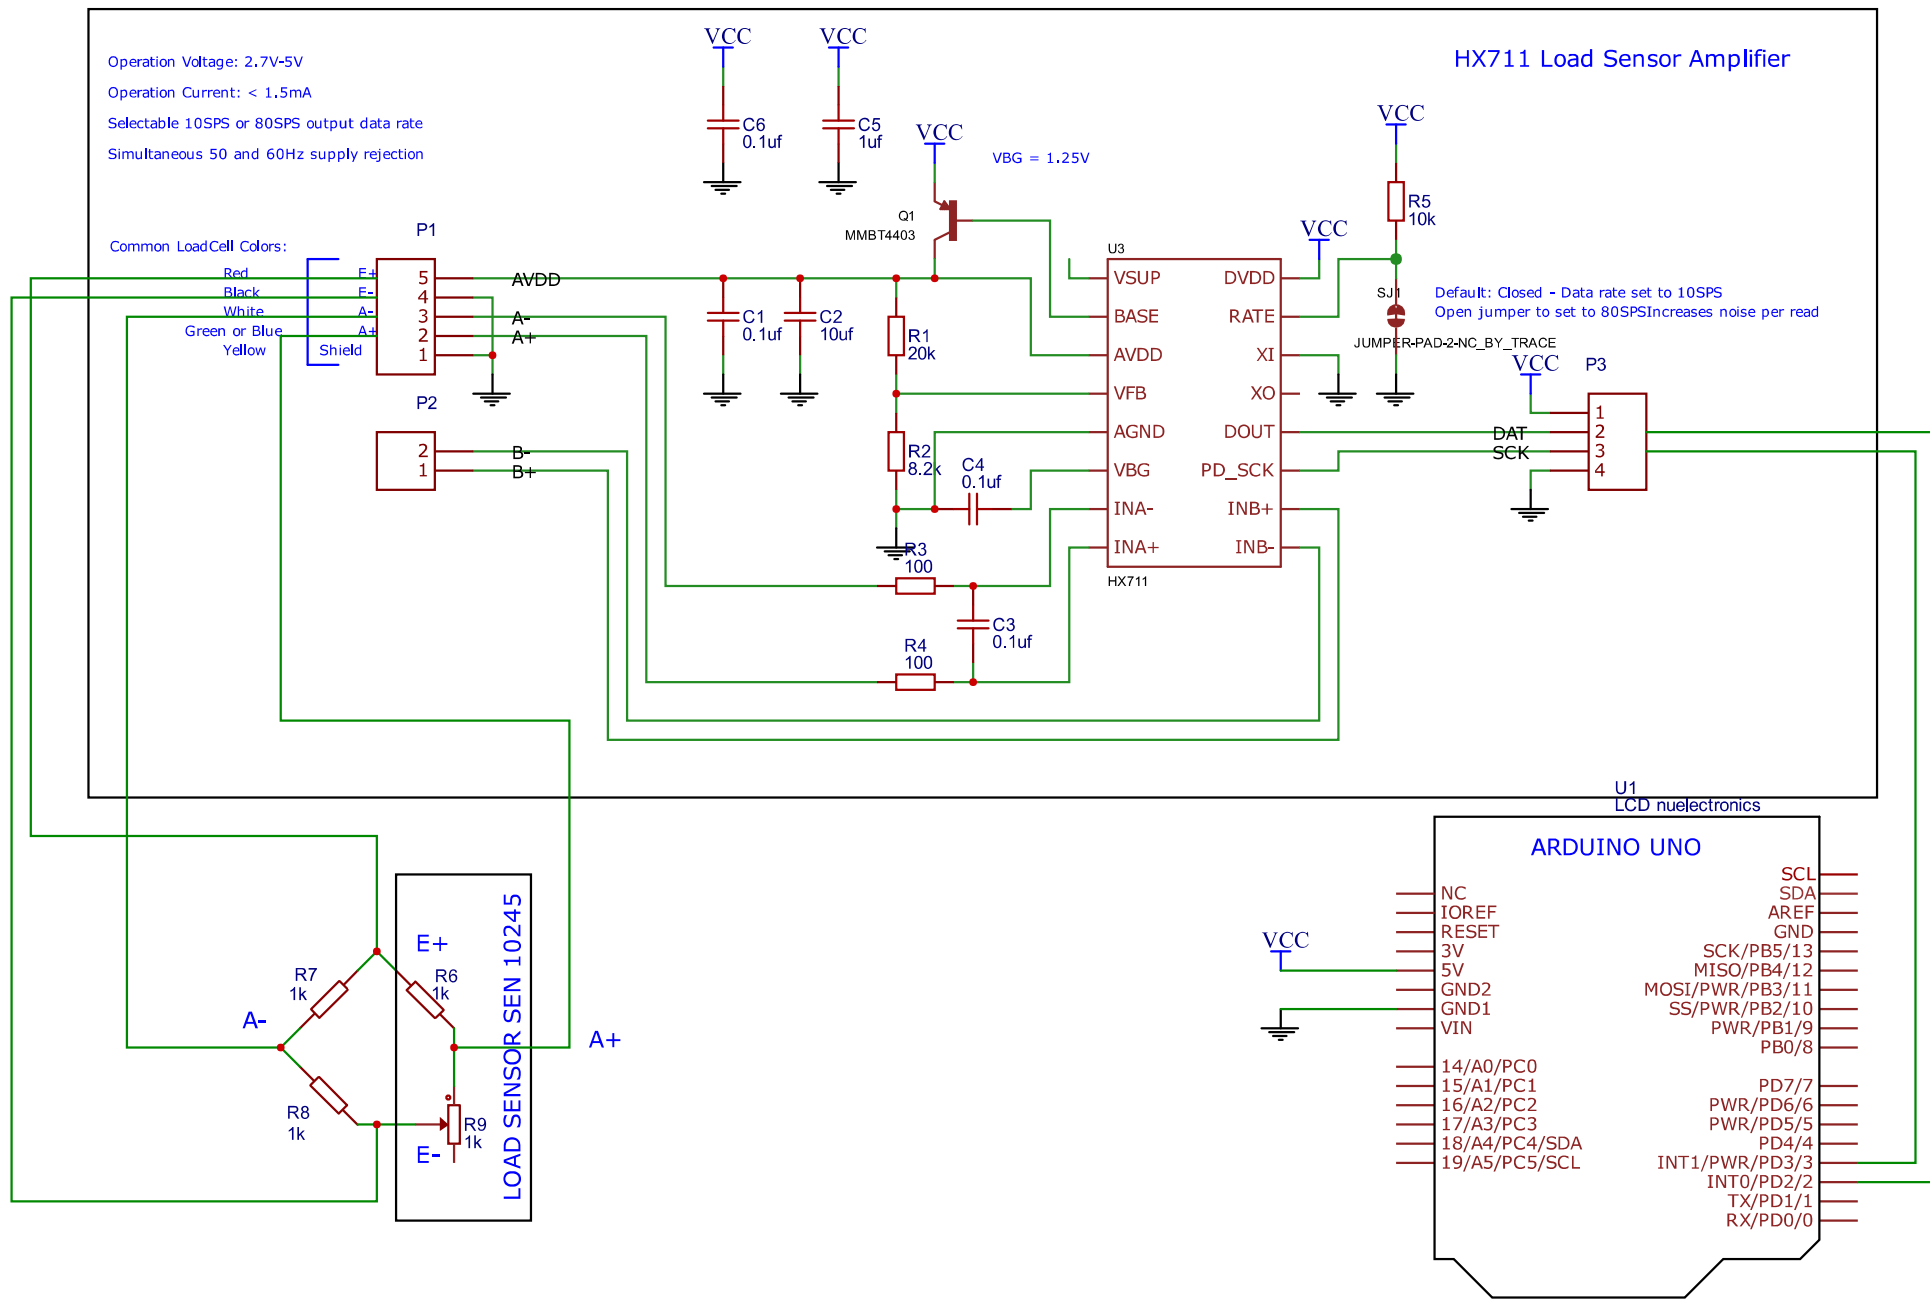 HX711 Load Sensor Amplifier
Operation Voltage: 2.7V-5V
Operation Current: < 1.5mA
Selectable 10SPS or 80SPS output data rate
Simultaneous 50 and 60Hz supply rejection
VCC
C6
0.1uf
VCC
C5
1uf
VCC
VBG = 1.25V
Q1
MMBT4403
VCC
R5
10k
VCC
SJ1
Default: Closed - Data rate set to 10SPS
Open jumper to set to 80SPSIncreases noise per read
JUMPER-PAD-2-NC_BY_TRACE
P1
Common LoadCell Colors:
Red E+
Black E-
White A-
Green or Blue A+
Yellow Shield
5
4
3
2
1
AVDD
A-
A+
P2
2
1
B-
B+
C1
0.1uf
C2
10uf
R1
20k
R2
8.2k
C4
0.1uf
R3
100
C3
0.1uf
R4
100
U3
VSUP
BASE
AVDD
VFB
AGND
VBG
INA-
INA+
DVDD
RATE
XI
XO
DOUT
PD_SCK
INB+
INB-
HX711
VCC
P3
DAT
SCK
1
2
3
4
U1
LCD nuelectronics
ARDUINO UNO
NC
IOREF
RESET
3V
5V
GND2
GND1
VIN
14/A0/PC0
15/A1/PC1
16/A2/PC2
17/A3/PC3
18/A4/PC4/SDA
19/A5/PC5/SCL
SCL
SDA
AREF
GND
SCK/PB5/13
MISO/PB4/12
MOSI/PWR/PB3/11
SS/PWR/PB2/10
PWR/PB1/9
PB0/8
PD7/7
PWR/PD6/6
PWR/PD5/5
PD4/4
INT1/PWR/PD3/3
INT0/PD2/2
TX/PD1/1
RX/PD0/0
VCC
E+
R7
1k
R6
1k
A-
A+
R8
1k
R9
1k
E-
LOAD SENSOR SEN 10245